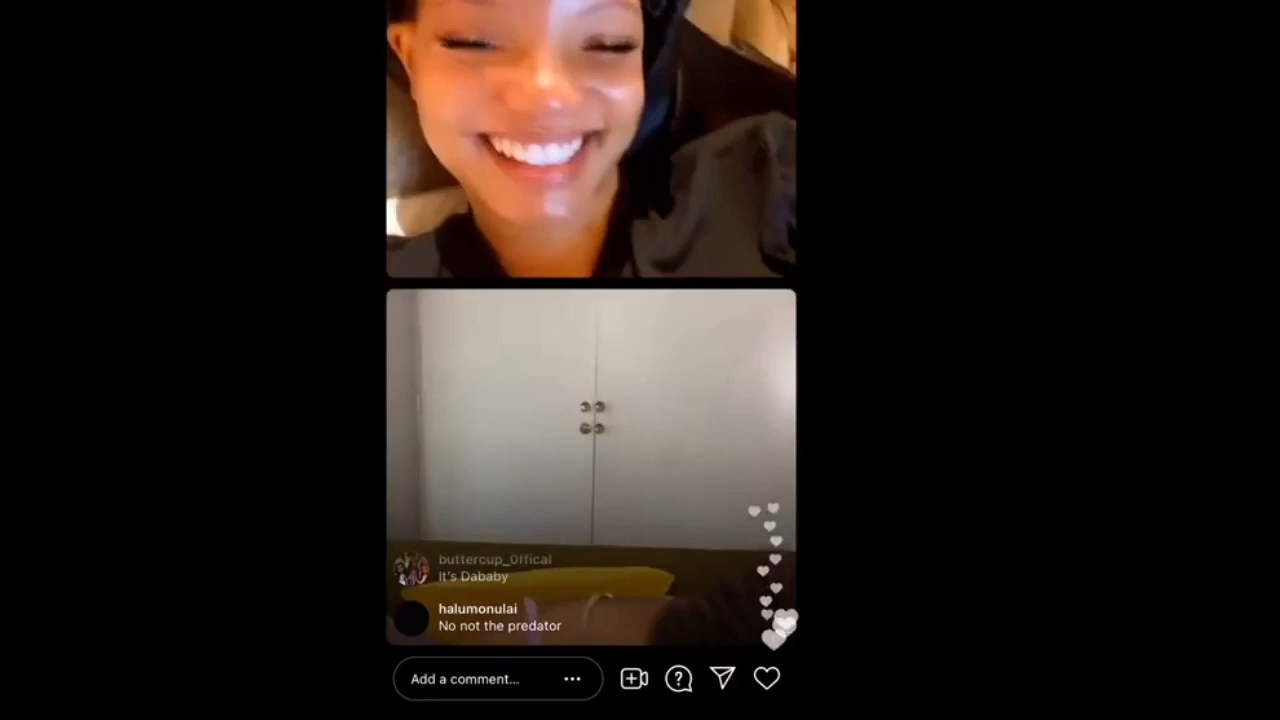 buttercup_0ffical
It's Dababy
halumonulai
No not the predator
Add a comment...